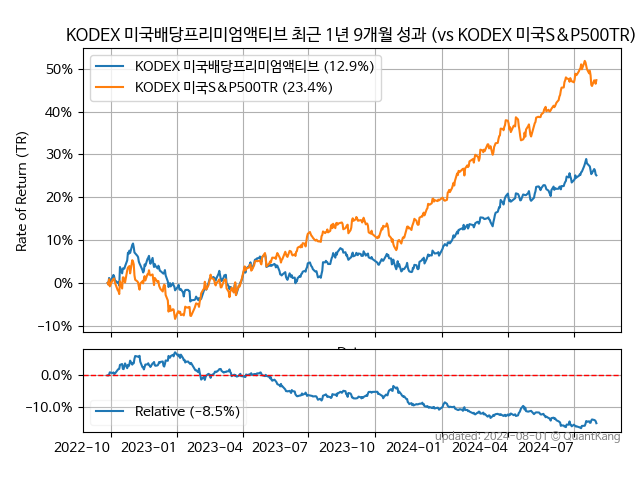 KODEX 미국배당프리미엄액티브 최근 1년 9개월 성과 (vs KODEX 미국S&P500TR)
KODEX 미국배당프리미엄액티브 (12.9%)
KODEX 미국S&P500TR (23.4%)
Rate of Return (TR)
50%
40%
30%
20%
10%
0%
−10%
0.0%
−10.0%
Relative (−8.5%)
2022-10 2023-01 2023-04 2023-07 2023-10 2024-01 2024-04 2024-07
updated: 2024-08-01 © QuantKang